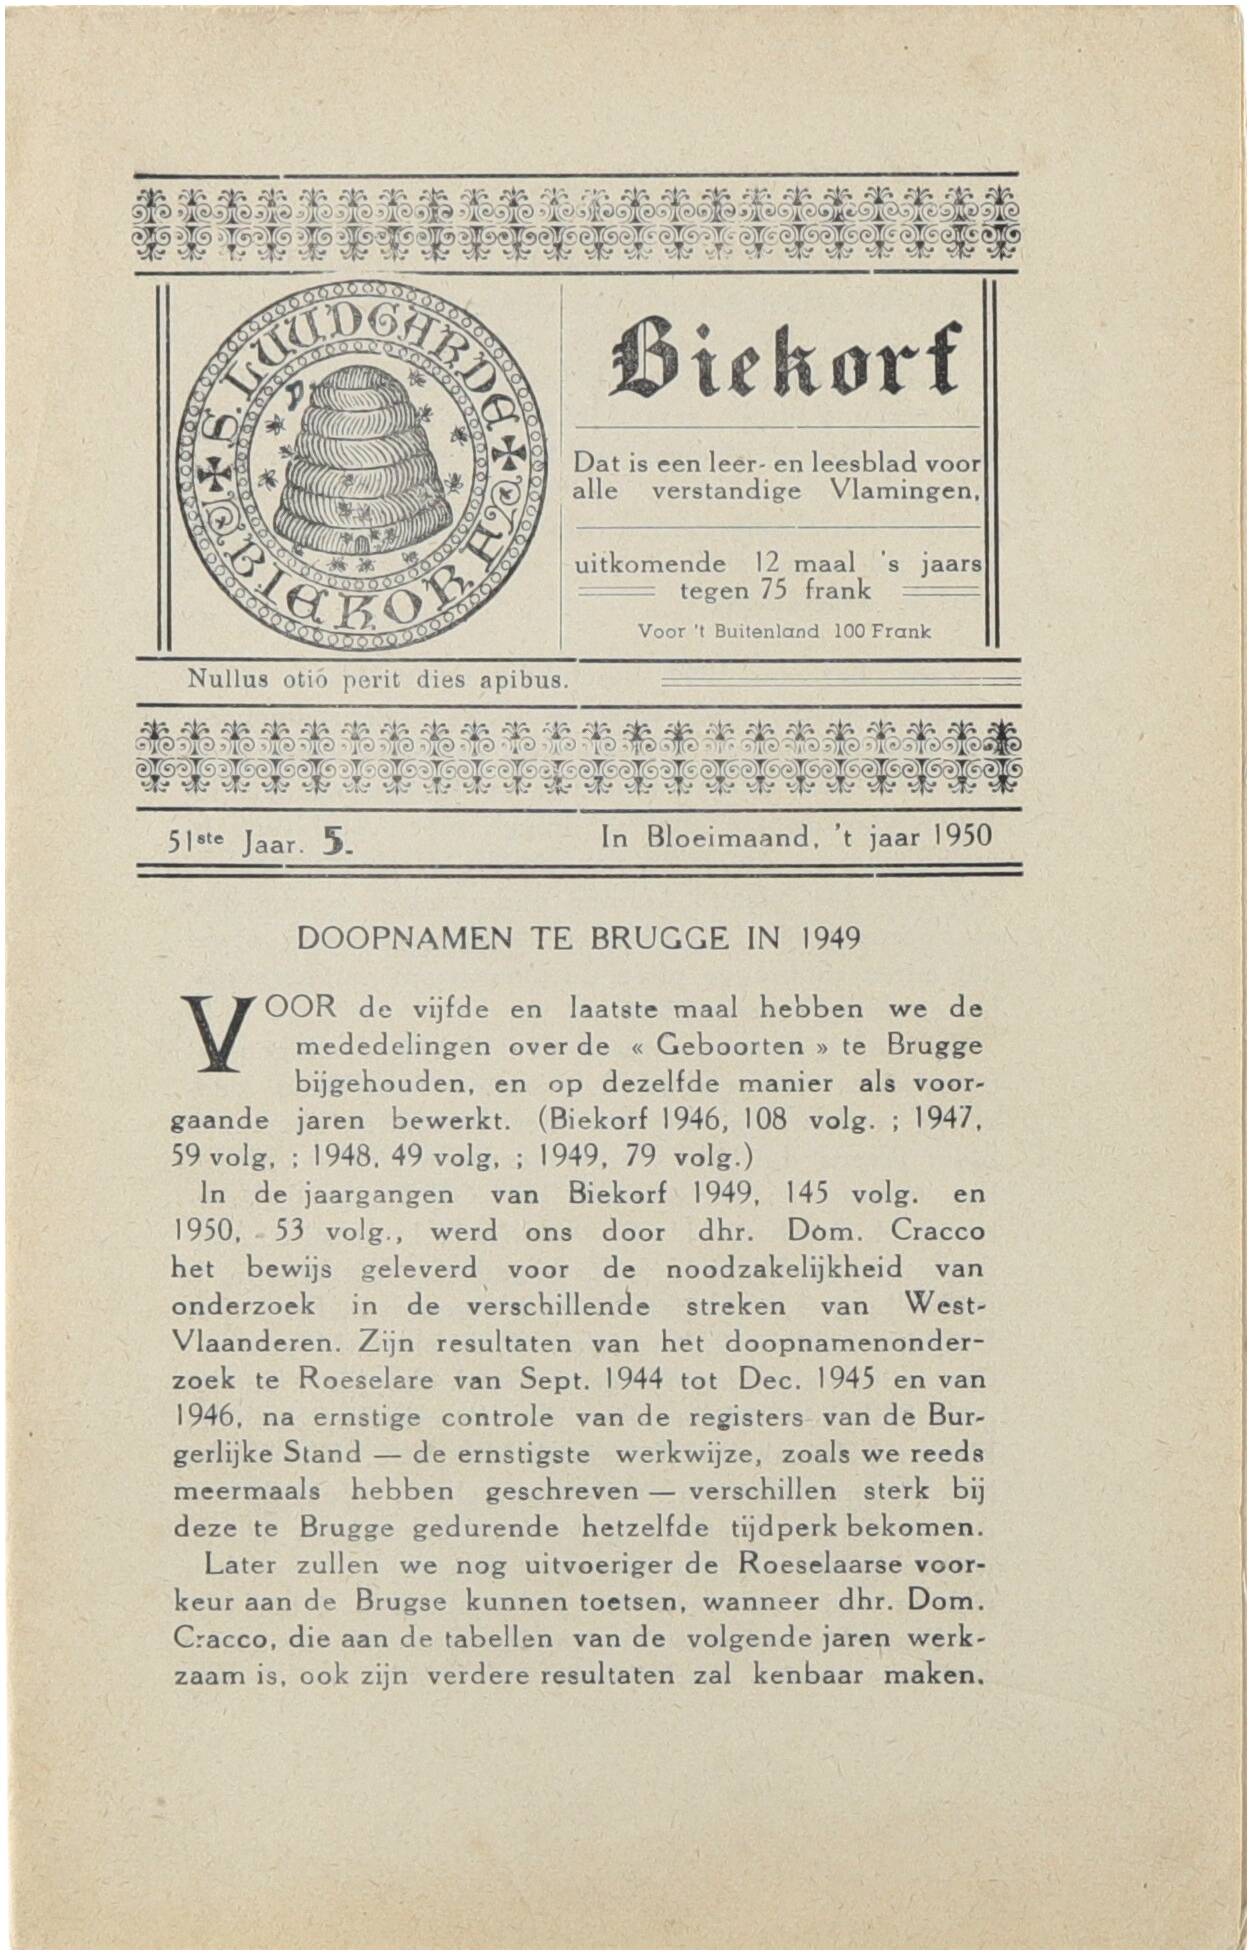 S. LUUDGARDE
BIEKORF
Biekorf
Dat is een leer- en leesblad voor
alle verstandige Vlamingen,
uitkomende 12 maal 's jaars
tegen 75 frank
Voor 't Buitenland 100 Frank
Nullus otió perit dies apibus.
51ste Jaar. 5.
In Bloeimaand, 't jaar 1950
DOOPNAMEN TE BRUGGE IN 1949
VOOR de vijfde en laatste maal hebben we de
mededelingen over de « Geboorten » te Brugge
bijgehouden, en op dezelfde manier als voor-
gaande jaren bewerkt. (Biekorf 1946, 108 volg. ; 1947,
59 volg, ; 1948, 49 volg, ; 1949, 79 volg.)
In de jaargangen van Biekorf 1949, 145 volg. en
1950, 53 volg., werd ons door dhr. Dom. Cracco
het bewijs geleverd voor de noodzakelijkheid van
onderzoek in de verschillende streken van West-
Vlaanderen. Zijn resultaten van het doopnamenonder-
zoek te Roeselare van Sept. 1944 tot Dec. 1945 en van
1946, na ernstige controle van de registers van de Bur-
gerlijke Stand — de ernstigste werkwijze, zoals we reeds
meermaals hebben geschreven — verschillen sterk bij
deze te Brugge gedurende hetzelfde tijdperk bekomen.
Later zullen we nog uitvoeriger de Roeselaarse voor-
keur aan de Brugse kunnen toetsen, wanneer dhr. Dom.
Cracco, die aan de tabellen van de volgende jaren werk-
zaam is, ook zijn verdere resultaten zal kenbaar maken.